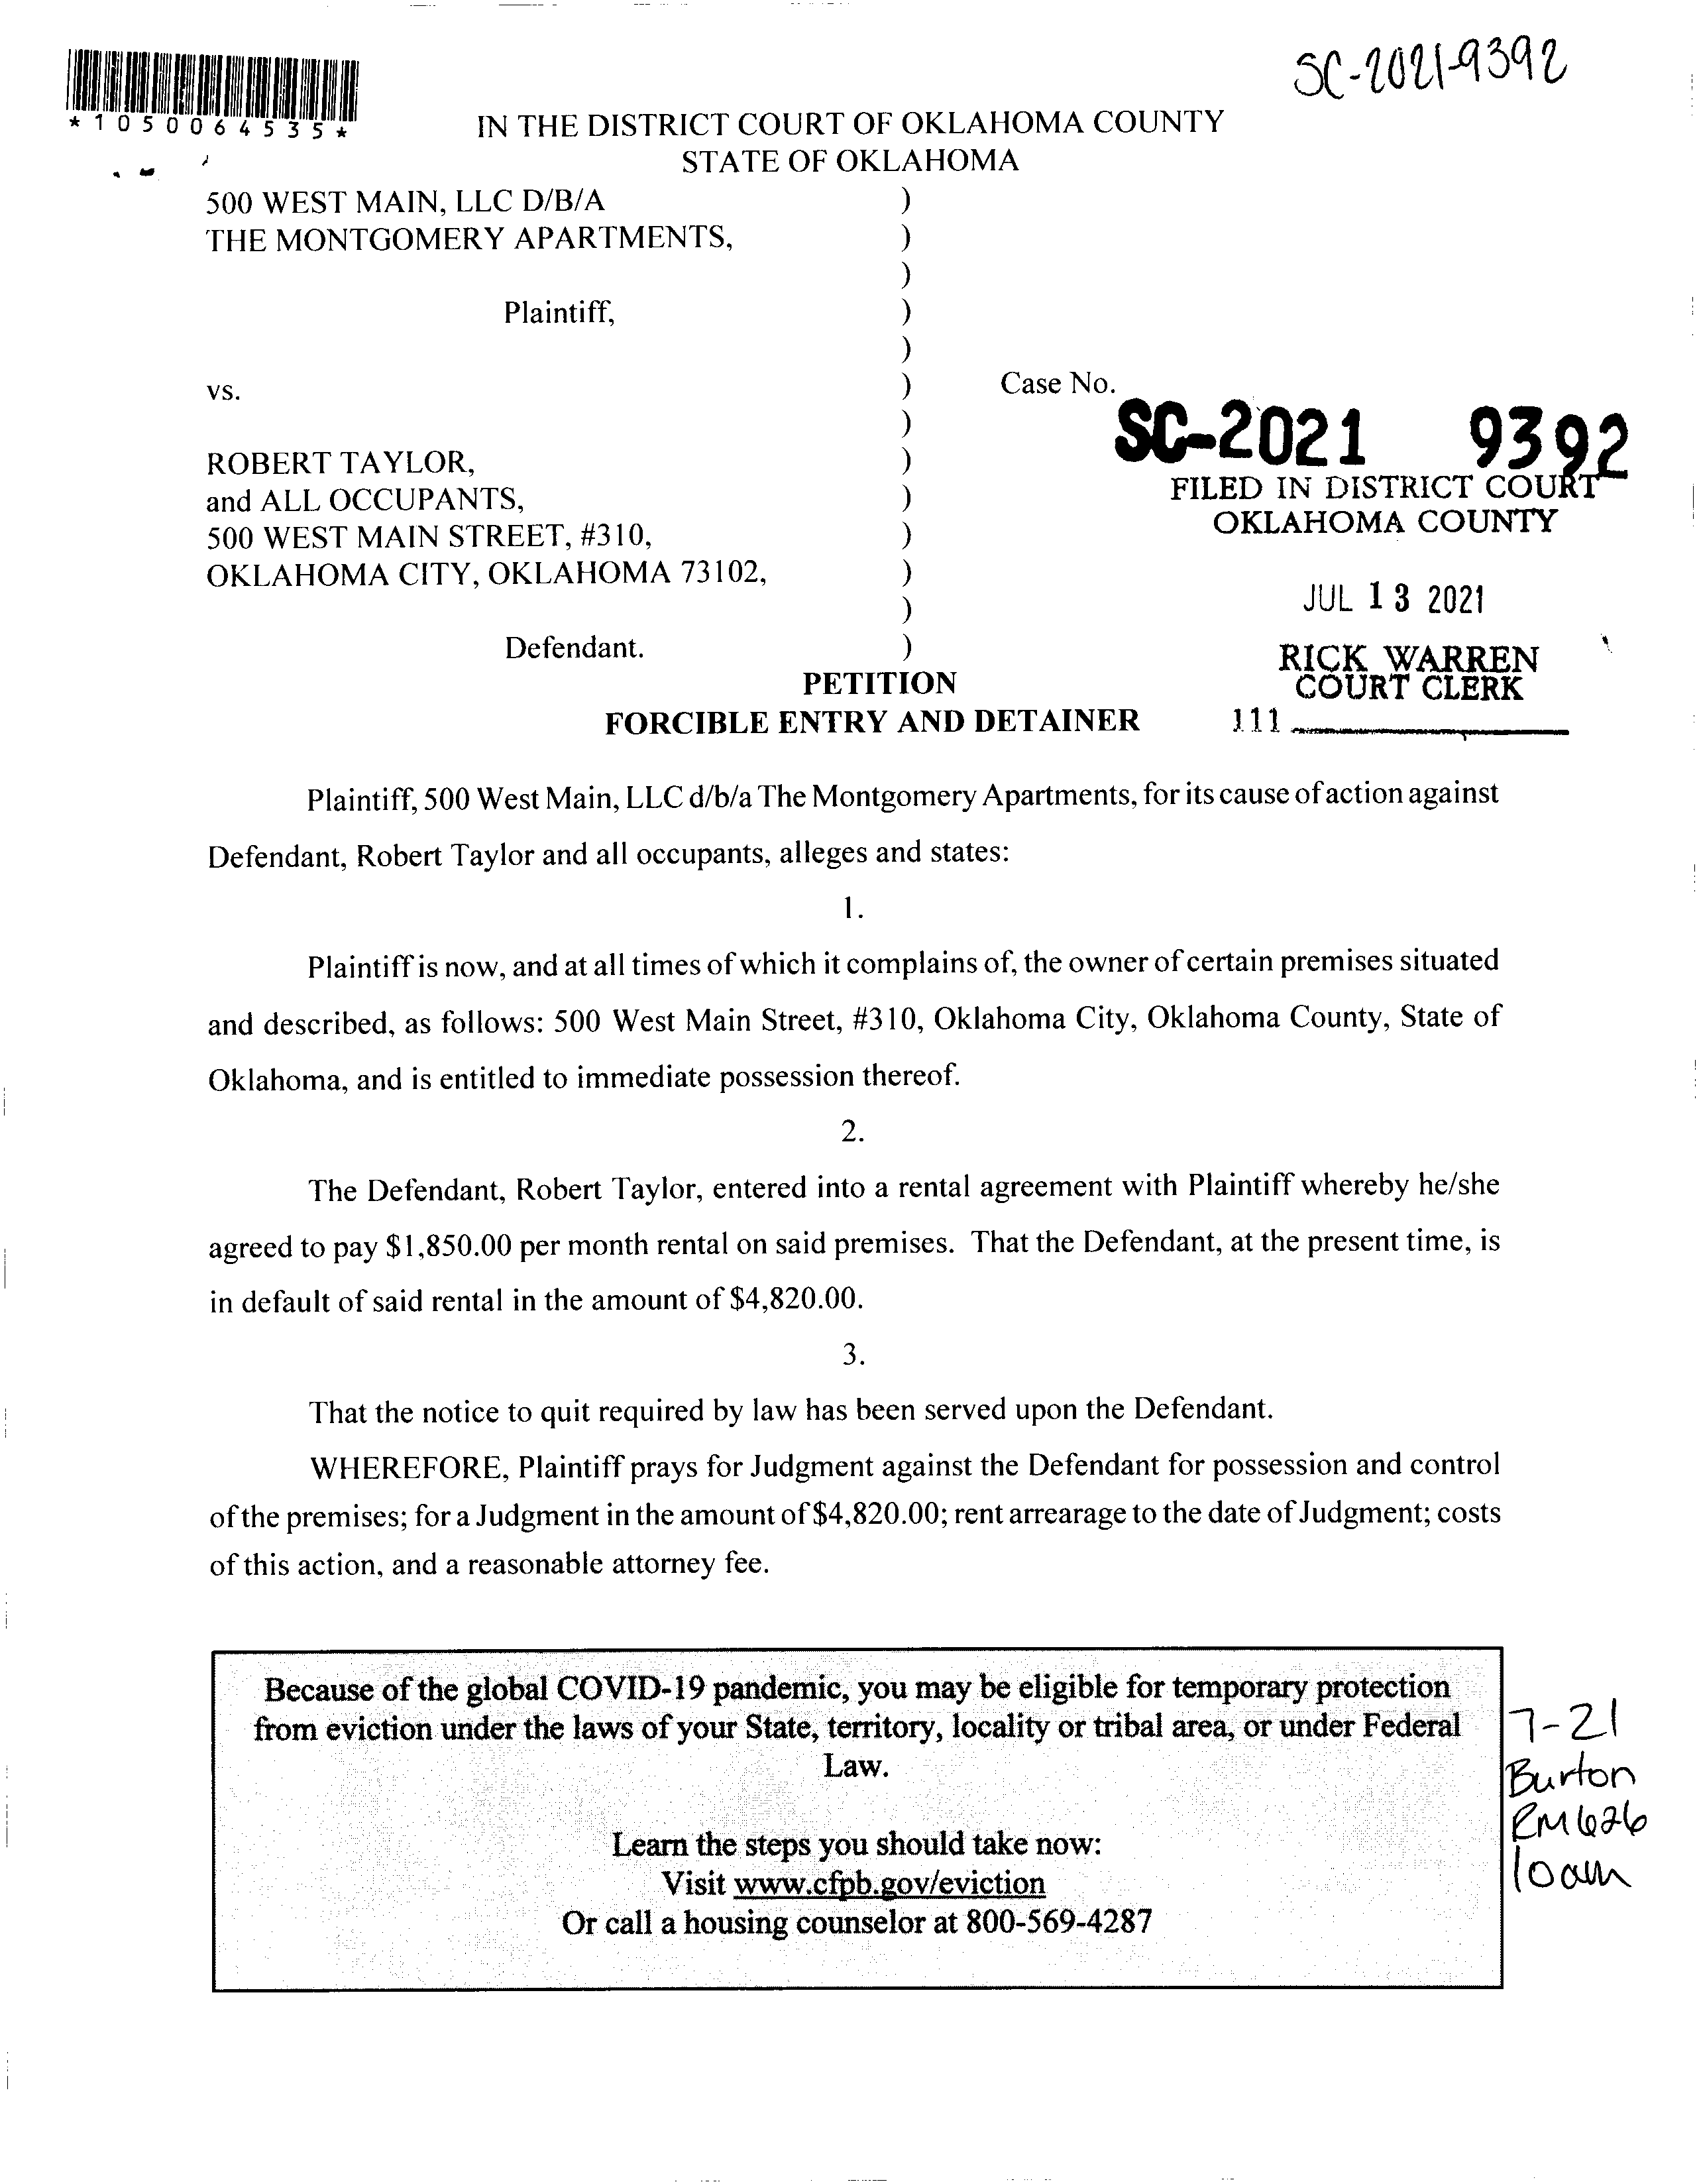 SC-2021-9392
*1050064535*
IN THE DISTRICT COURT OF OKLAHOMA COUNTY
STATE OF OKLAHOMA
500 WEST MAIN, LLC D/B/A )
THE MONTGOMERY APARTMENTS, )
)
Plaintiff, )
)
vs. ) Case No.
) SC-2021 9392
ROBERT TAYLOR, )
and ALL OCCUPANTS, ) FILED IN DISTRICT COURT
500 WEST MAIN STREET, #310, ) OKLAHOMA COUNTY
OKLAHOMA CITY, OKLAHOMA 73102, )
) JUL 13 2021
Defendant. ) RICK WARREN
PETITION COURT CLERK
FORCIBLE ENTRY AND DETAINER 111
Plaintiff, 500 West Main, LLC d/b/a The Montgomery Apartments, for its cause of action against
Defendant, Robert Taylor and all occupants, alleges and states:
1.
Plaintiff is now, and at all times of which it complains of, the owner of certain premises situated
and described, as follows: 500 West Main Street, #310, Oklahoma City, Oklahoma County, State of
Oklahoma, and is entitled to immediate possession thereof.
2.
The Defendant, Robert Taylor, entered into a rental agreement with Plaintiff whereby he/she
agreed to pay $1,850.00 per month rental on said premises. That the Defendant, at the present time, is
in default of said rental in the amount of $4,820.00.
3.
That the notice to quit required by law has been served upon the Defendant.
WHEREFORE, Plaintiff prays for Judgment against the Defendant for possession and control
of the premises; for a Judgment in the amount of $4,820.00; rent arrearage to the date of Judgment; costs
of this action, and a reasonable attorney fee.
Because of the global COVID-19 pandemic, you may be eligible for temporary protection
from eviction under the laws of your State, territory, locality or tribal area, or under Federal
Law.
Learn the steps you should take now:
Visit www.cfpb.gov/eviction
Or call a housing counselor at 800-569-4287
7-21
Burton
RM 626
10am